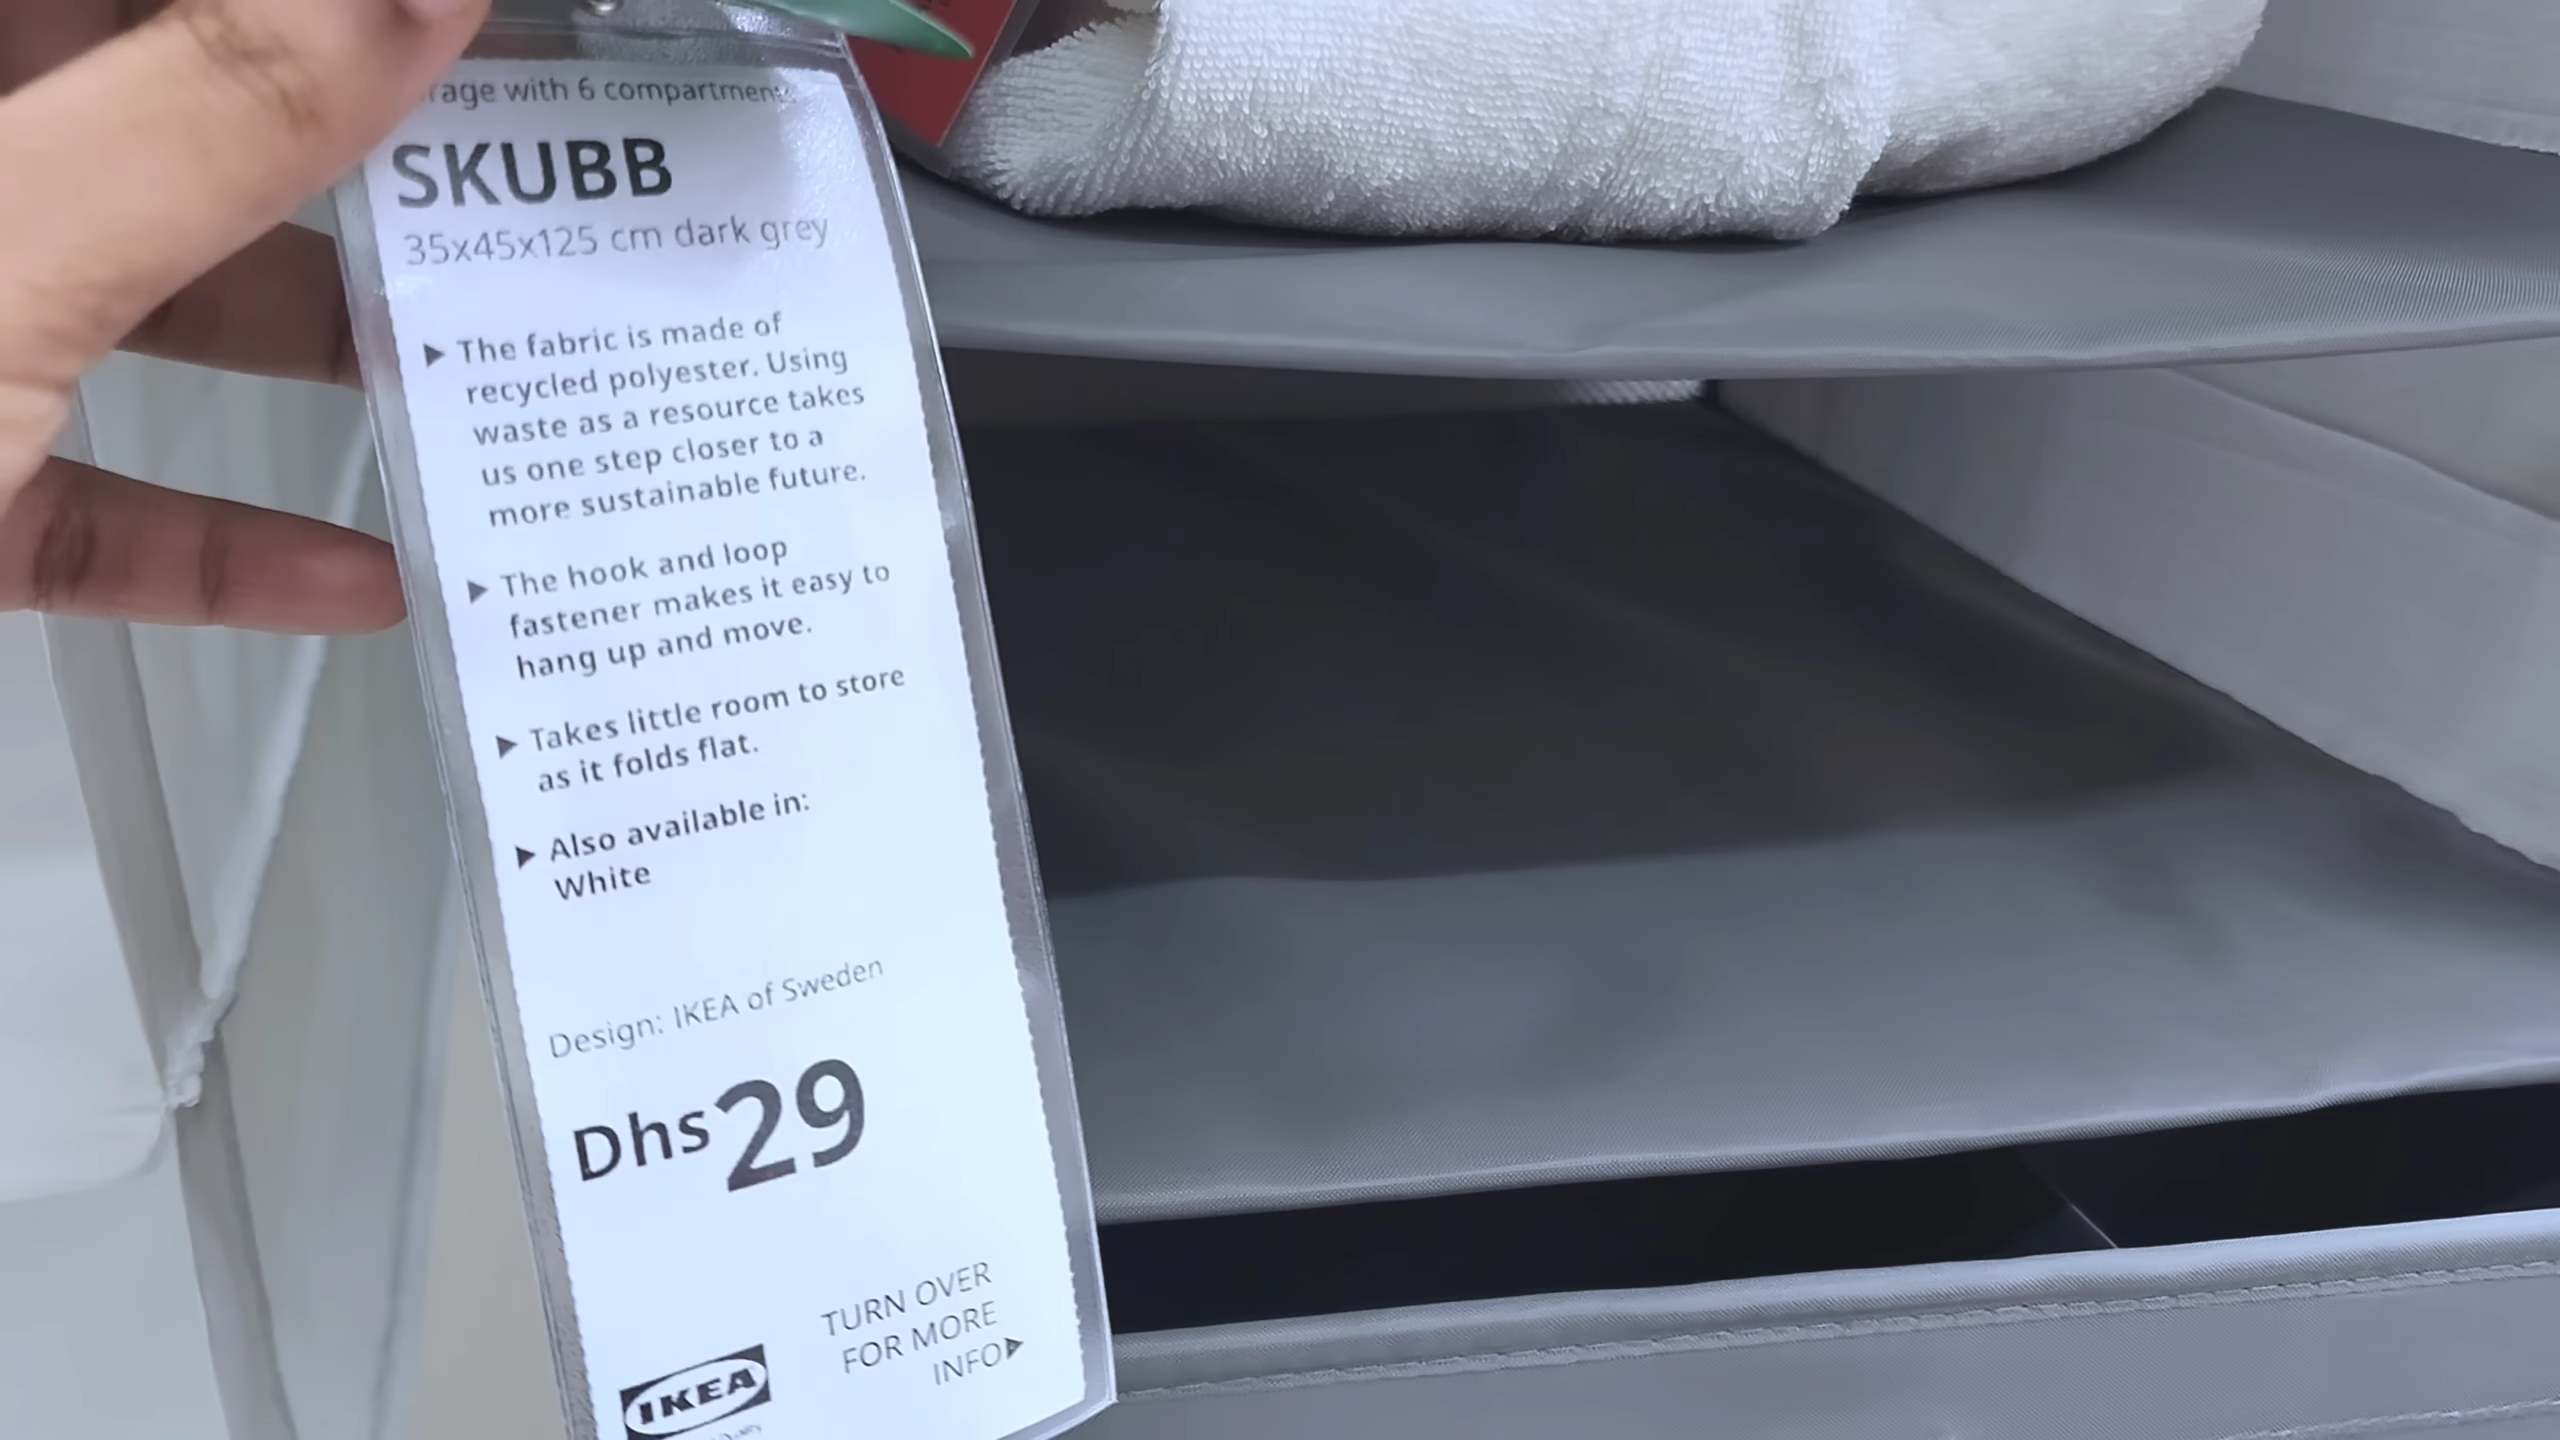 with 6 compartments
SKUBB
35x45x125 cm dark grey
▶ The fabric is made of
recycled polyester. Using
waste as a resource takes
us one step closer to a
more sustainable future.
▶ The hook and loop
fastener makes it easy to
hang up and move.
▶ Takes little room to store
as it folds flat.
▶ Also available in:
White
Design: IKEA of Sweden
Dhs29
TURN OVER
FOR MORE
INFO▶
IKEA